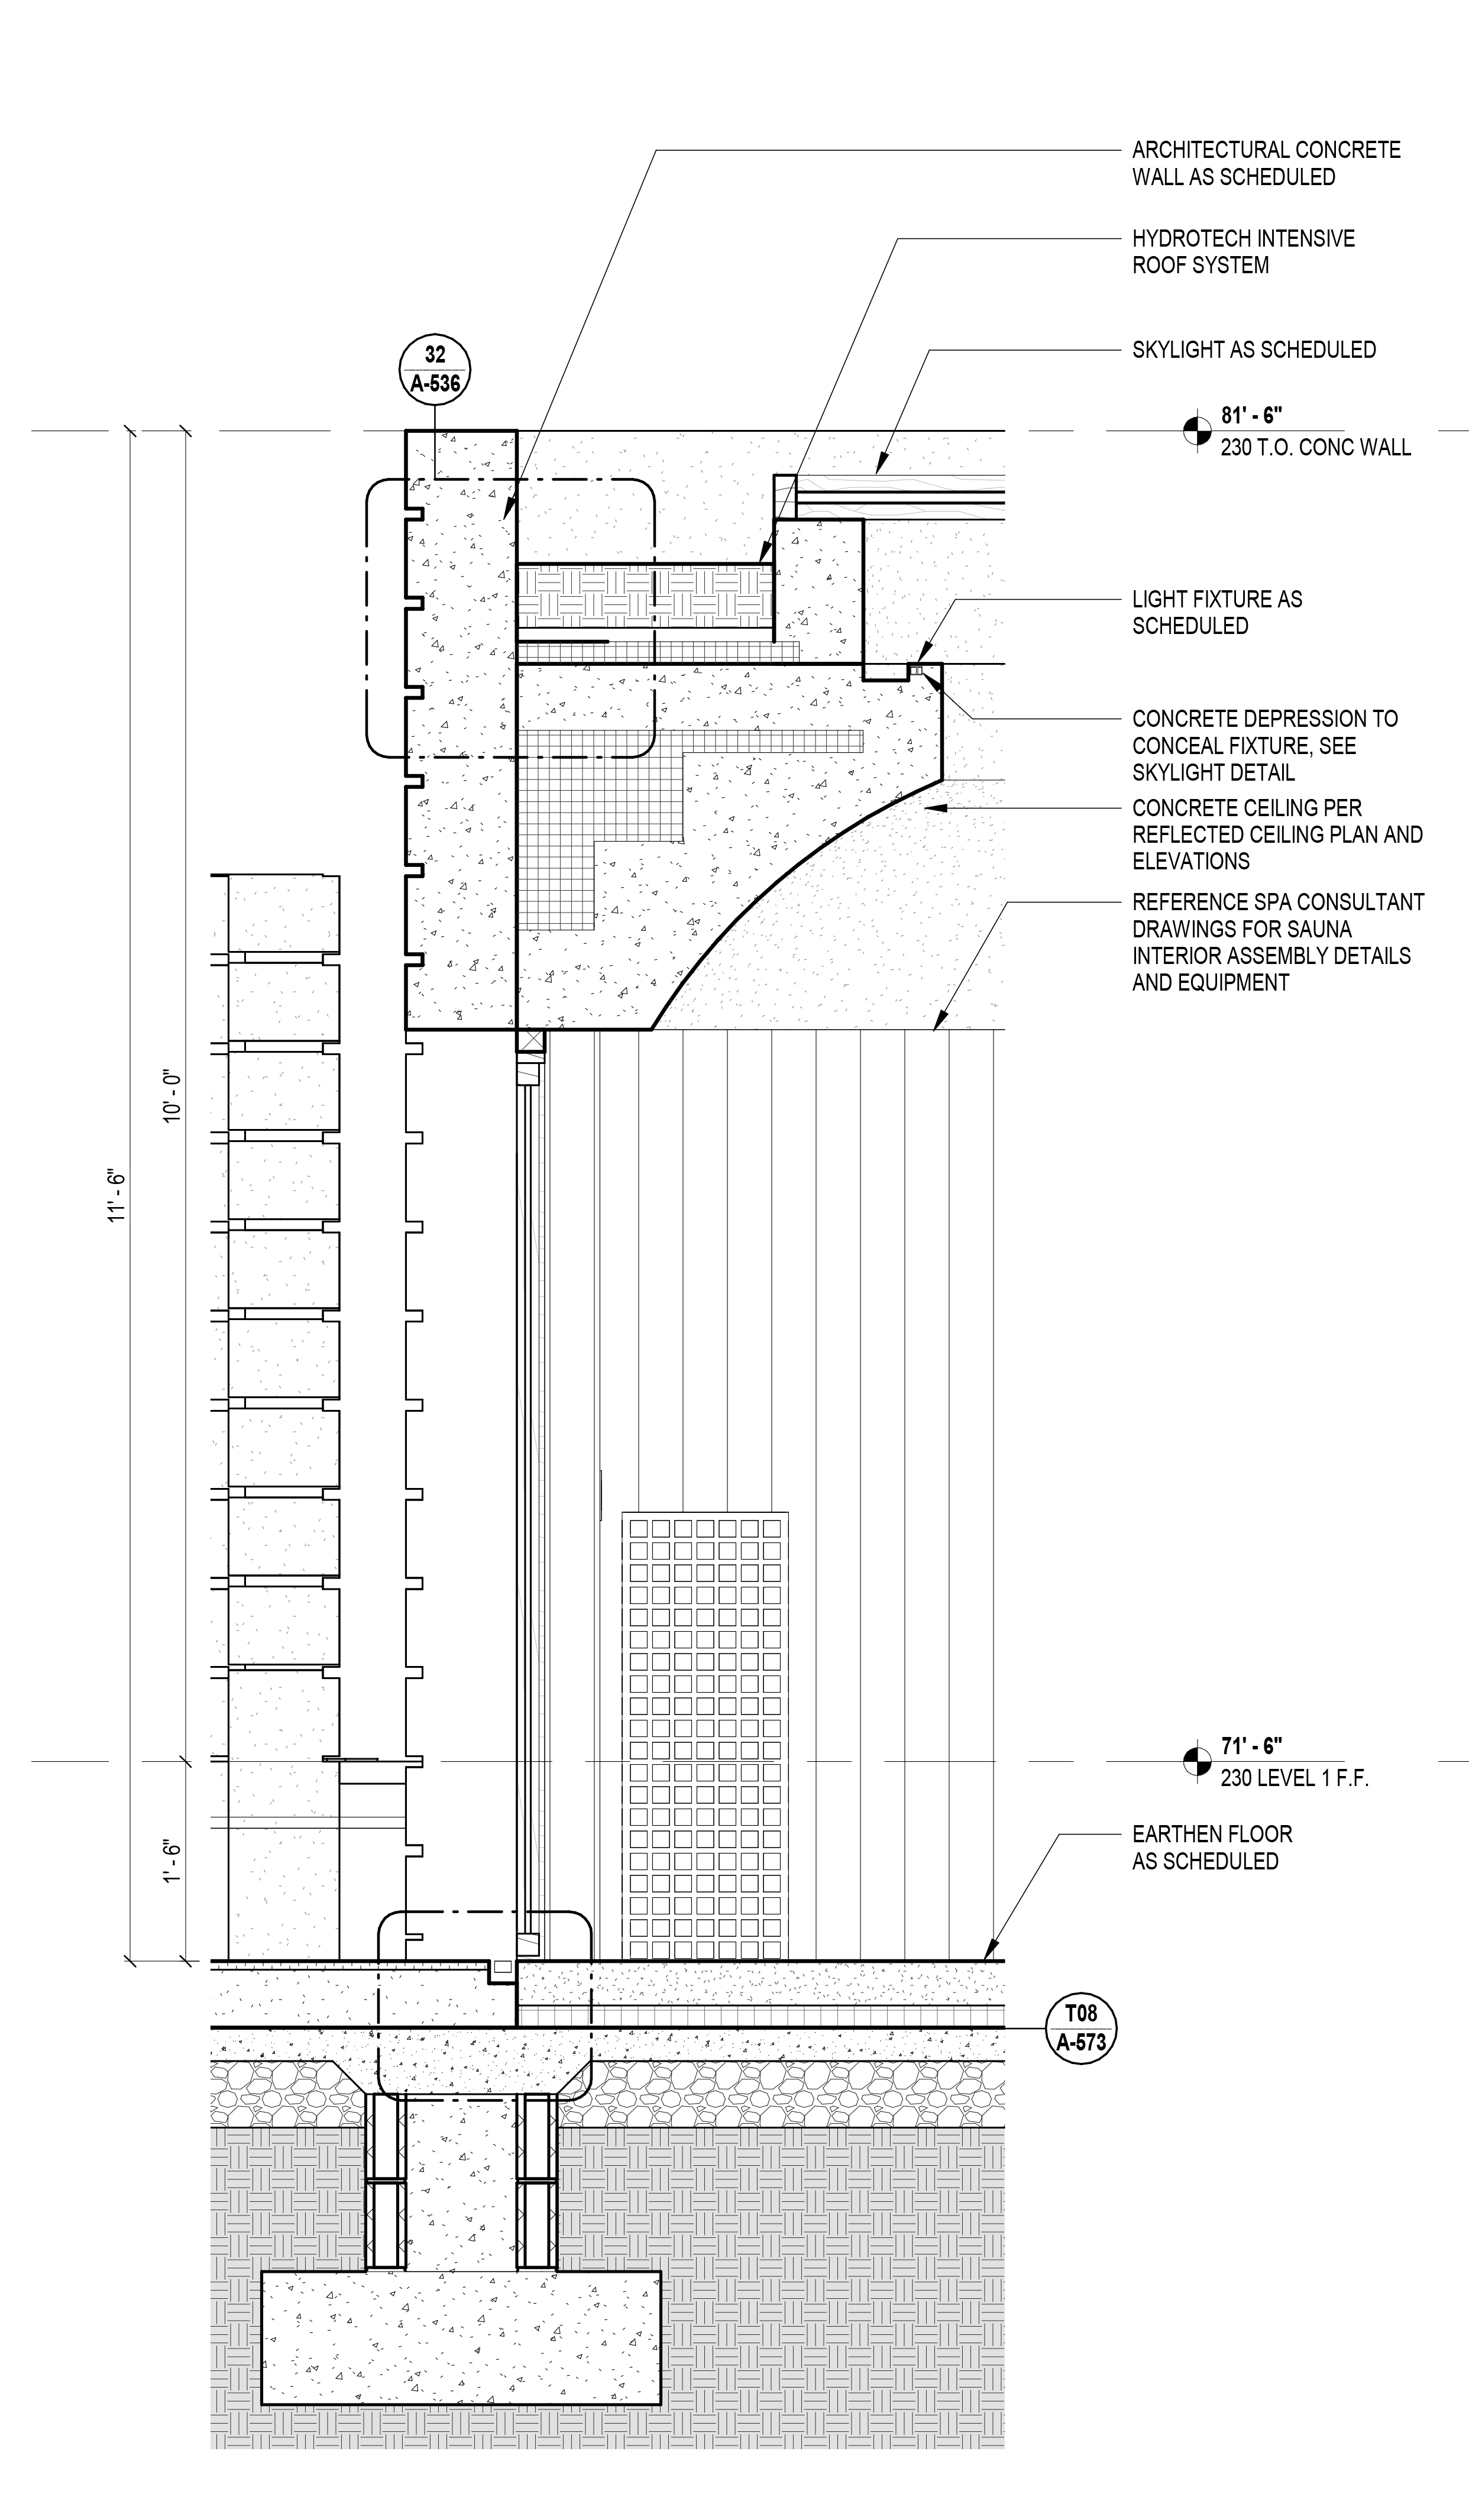 ARCHITECTURAL CONCRETE
WALL AS SCHEDULED
HYDROTECH INTENSIVE
ROOF SYSTEM
32
A-536
SKYLIGHT AS SCHEDULED
81' - 6"
230 T.O. CONC WALL
LIGHT FIXTURE AS
SCHEDULED
CONCRETE DEPRESSION TO
CONCEAL FIXTURE, SEE
SKYLIGHT DETAIL
CONCRETE CEILING PER
REFLECTED CEILING PLAN AND
ELEVATIONS
REFERENCE SPA CONSULTANT
DRAWINGS FOR SAUNA
INTERIOR ASSEMBLY DETAILS
AND EQUIPMENT
10' - 0"
11' - 6"
71' - 6"
230 LEVEL 1 F.F.
1' - 6"
EARTHEN FLOOR
AS SCHEDULED
T08
A-573